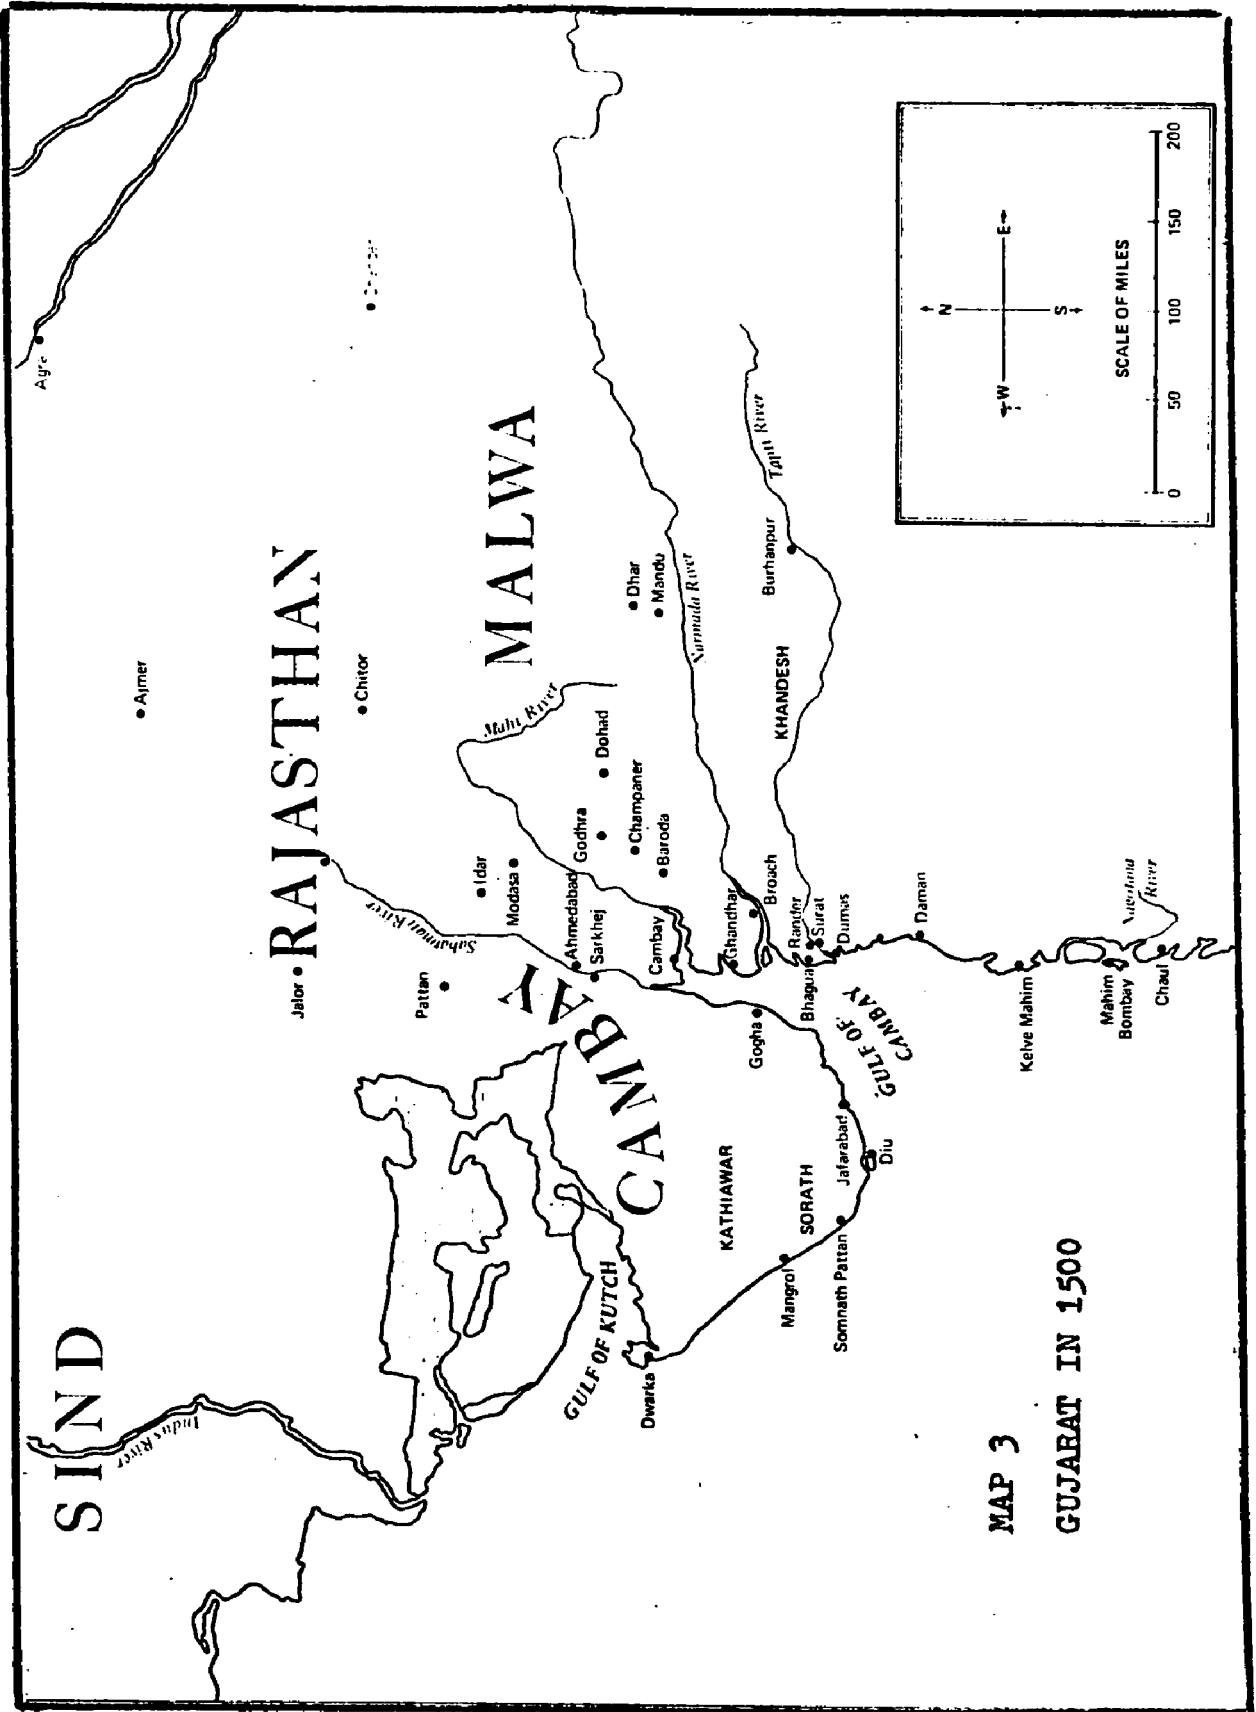 SIND
Indus River
Agra
Ajmer
RAJASTHAN
Jalor
Chitor
Pattan
Sabarmati River
Idar
Modasa
MALWA
Mahi River
CAMBAY
Ahmedabad
Sarkhej
Godhra
Dohad
Champaner
Baroda
Dhar
Mandu
Narmada River
Cambay
GULF OF KUTCH
Dwarka
KATHIAWAR
Ghandhar
Broach
Gogha
KHANDESH
Burhanpur
Tapti River
Mangrol
SORATH
Somnath Pattan
Jafarabad
Diu
GULF OF
CAMBAY
Bhagua
Rander
Surat
Dumas
Daman
Kelve Mahim
Mahim
Bombay
Chaul
River
N
W
E
S
SCALE OF MILES
0 50 100 150 200
MAP 3
GUJARAT IN 1500